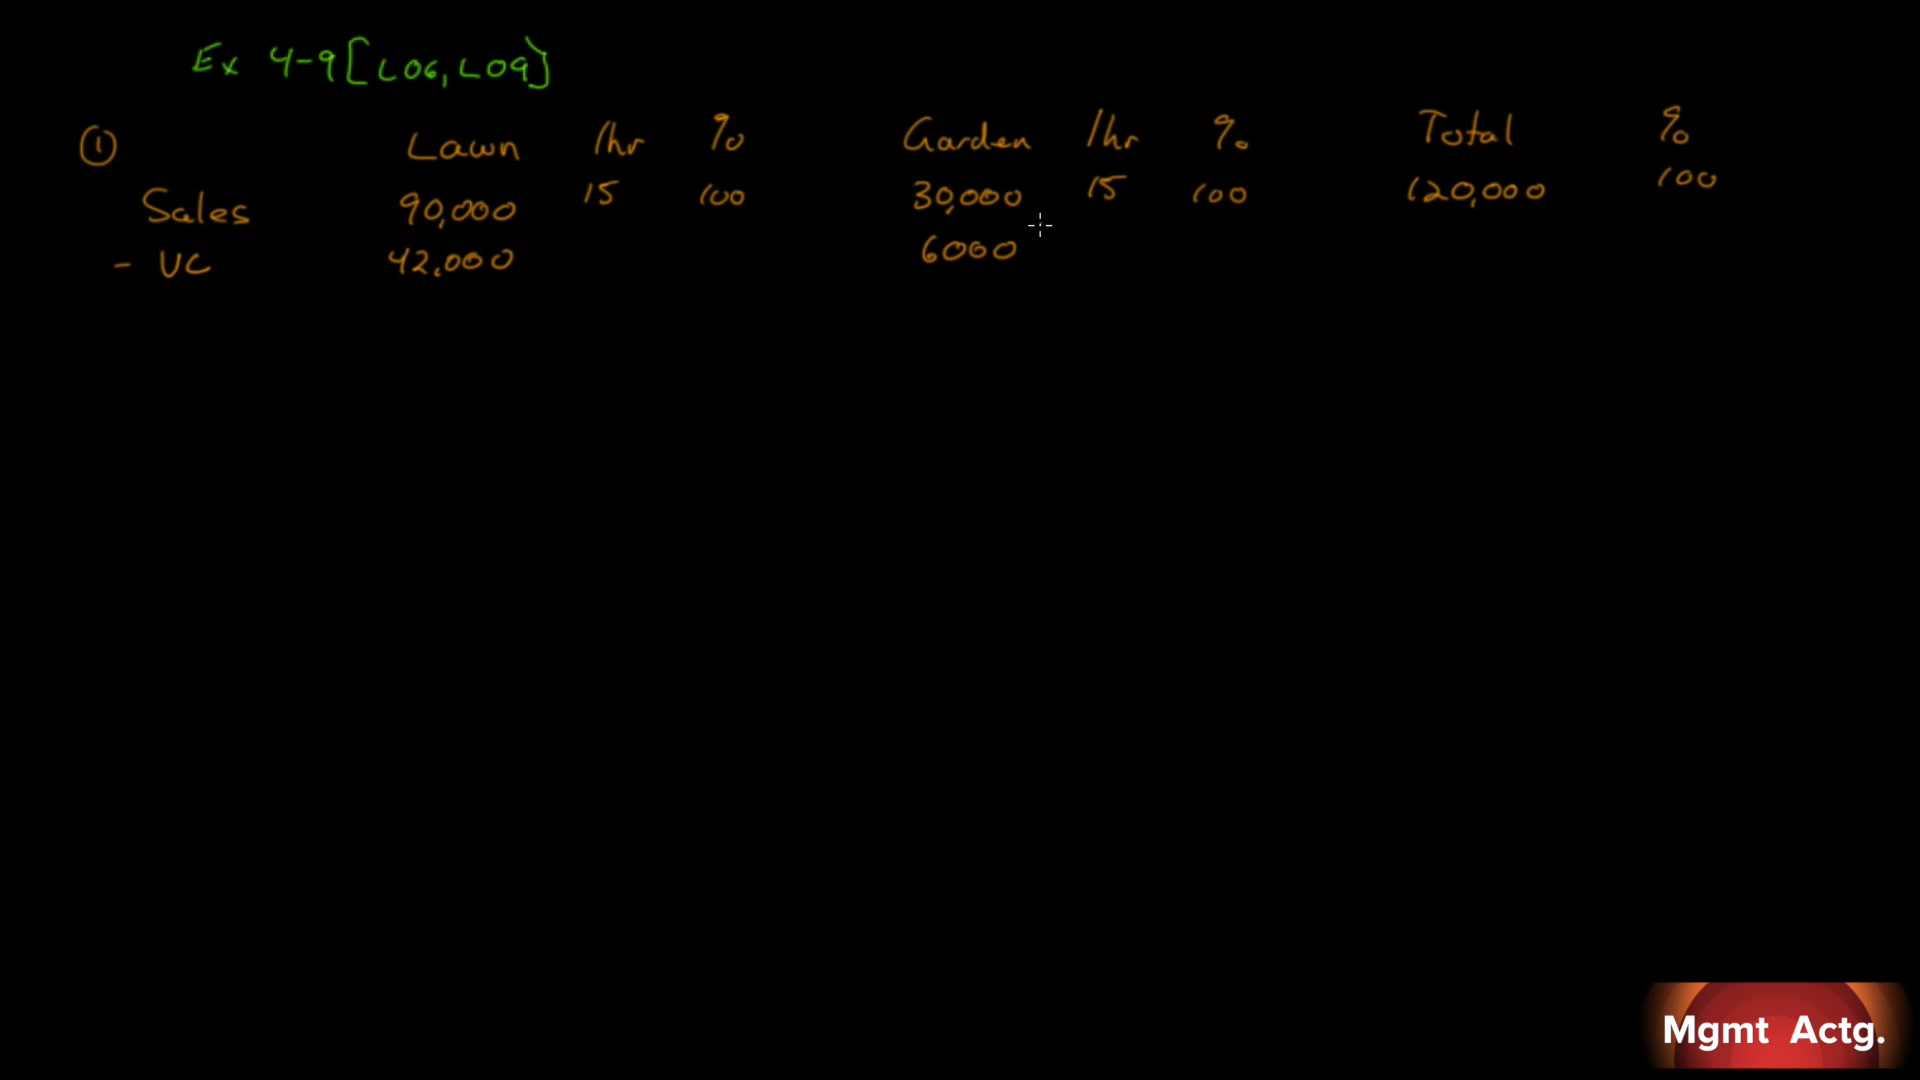 Ex 4-9[LO6, LO9]
① Lawn /hr % Garden /hr % Total %
Sales 90,000 15 100 30,000 15 100 120,000 100
- VC 42,000 6000
Mgmt Actg.